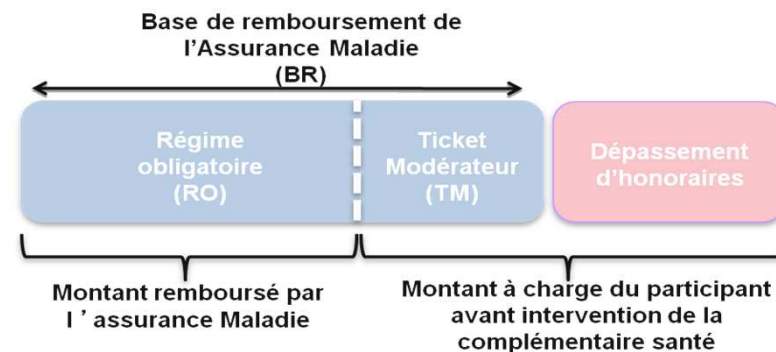 Base de remboursement de
l'Assurance Maladie
(BR)
Régime
obligatoire
(RO)
Ticket
Modérateur
(TM)
Dépassement
d'honoraires
Montant remboursé par
l ’ assurance Maladie
Montant à charge du participant
avant intervention de la
complémentaire santé